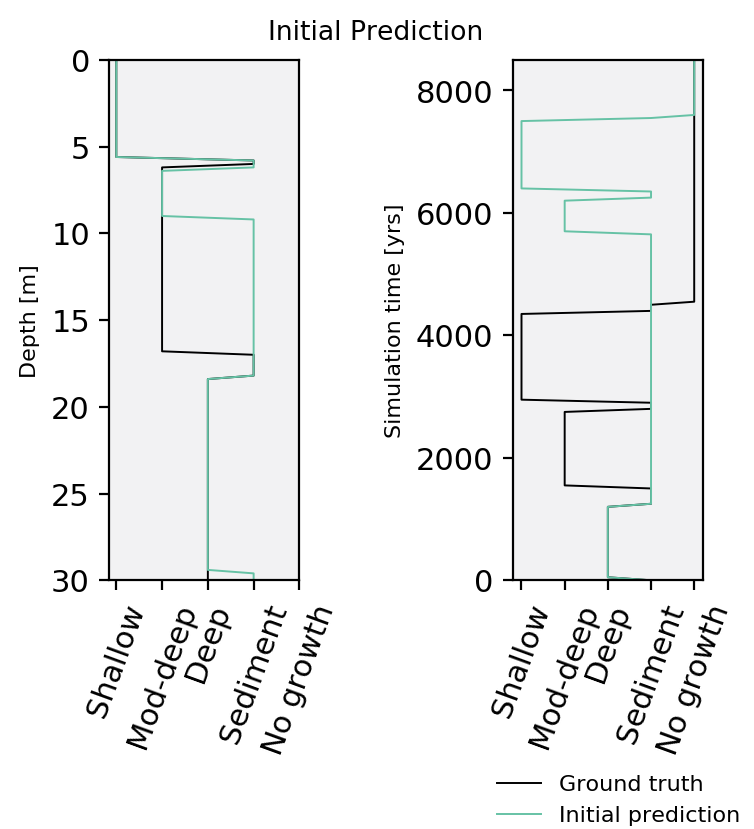 Initial Prediction
Depth [m]
0
5
10
15
20
25
30
Shallow
Mod-deep
Deep
Sediment
No growth
Simulation time [yrs]
8000
6000
4000
2000
0
Shallow
Mod-deep
Deep
Sediment
No growth
Ground truth
Initial prediction